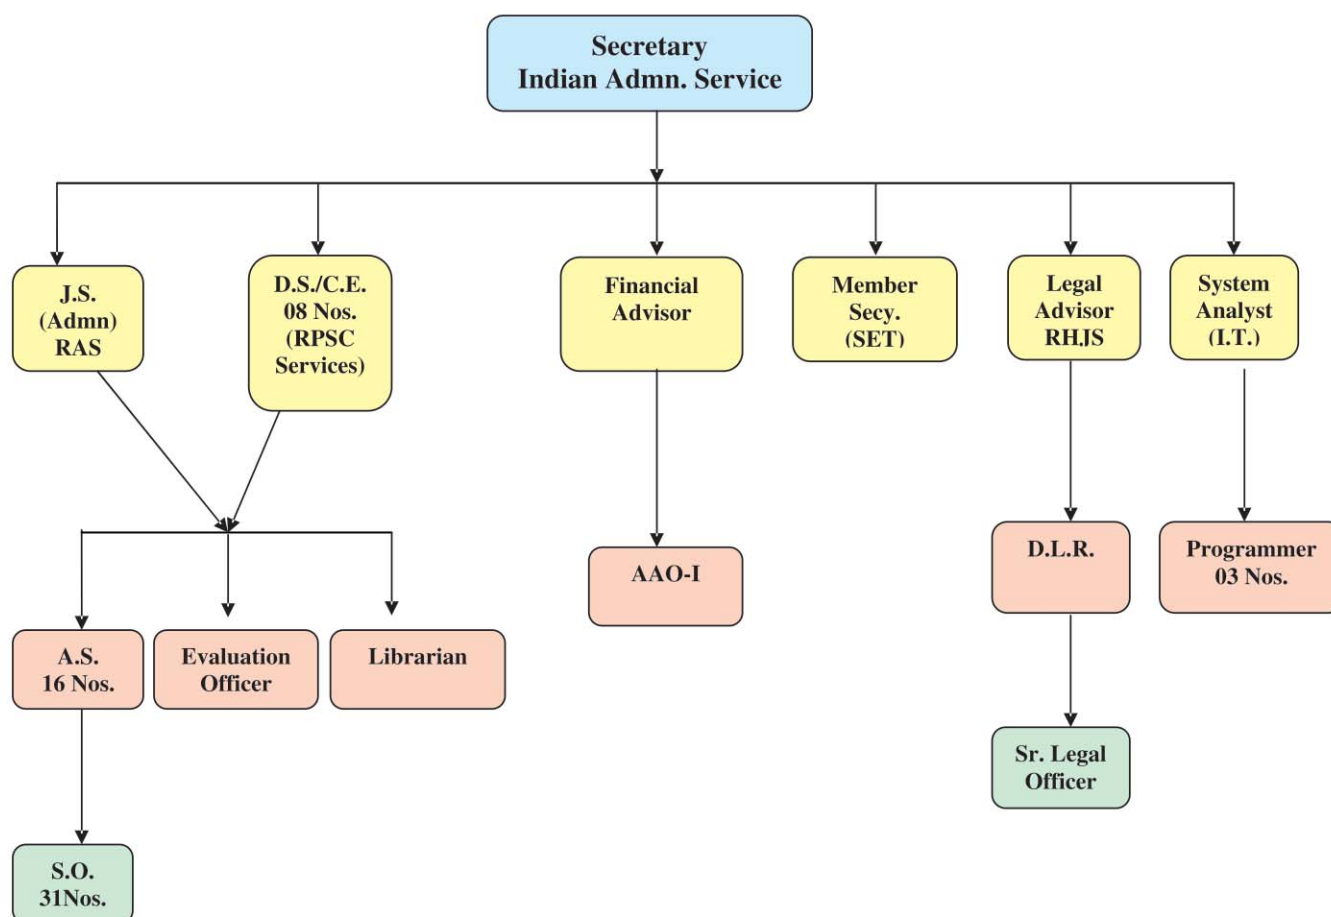 Secretary
Indian Admn. Service
J.S.
(Admn)
RAS
D.S./C.E.
08 Nos.
(RPSC
Services)
Financial
Advisor
Member
Secy.
(SET)
Legal
Advisor
RHJS
System
Analyst
(I.T.)
AAO-I
D.L.R.
Programmer
03 Nos.
A.S.
16 Nos.
Evaluation
Officer
Librarian
Sr. Legal
Officer
S.O.
31Nos.